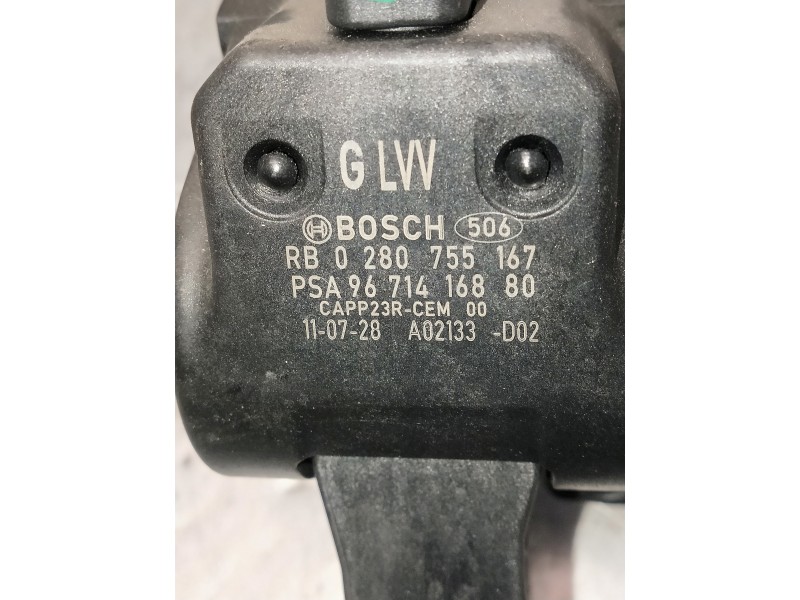 G LVV
BOSCH 506
RB 0 280 755 167
PSA 96 714 168 80
CAPP23R-CEM 00
11-07-28 A02133 -D02